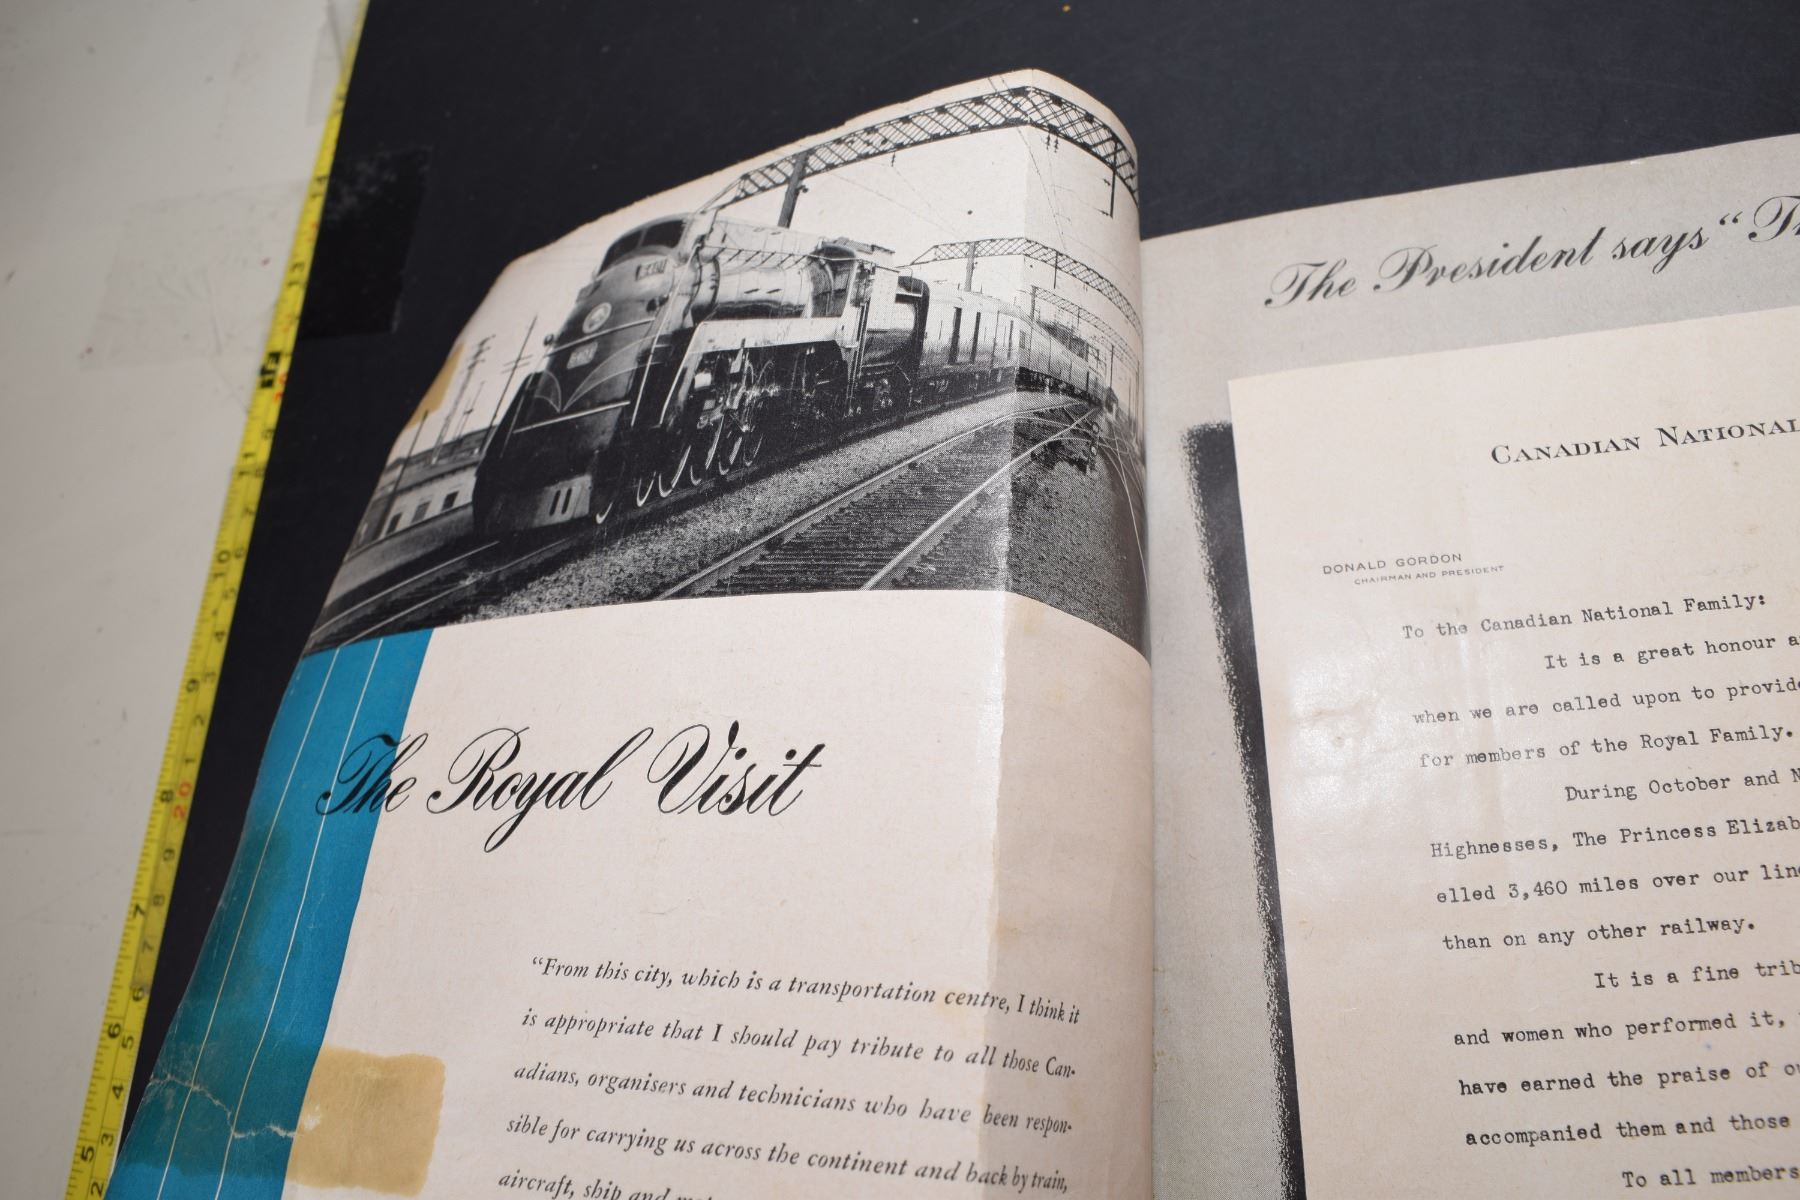 The Royal Visit
"From this city, which is a transportation centre, I think it
is appropriate that I should pay tribute to all those Can-
adians, organisers and technicians who have been respon-
sible for carrying us across the continent and back by train,
aircraft, ship and
The President says "
CANADIAN NATIONAL
DONALD GORDON
CHAIRMAN AND PRESIDENT
To the Canadian National Family:
It is a great honour
when we are called upon to provide
for members of the Royal Family.
During October and
Highnesses, The Princess
elled 3,460 miles over our
than on any other railway.
It is a fine
and women who performed it,
have earned the praise of
accompanied them and those
To all members